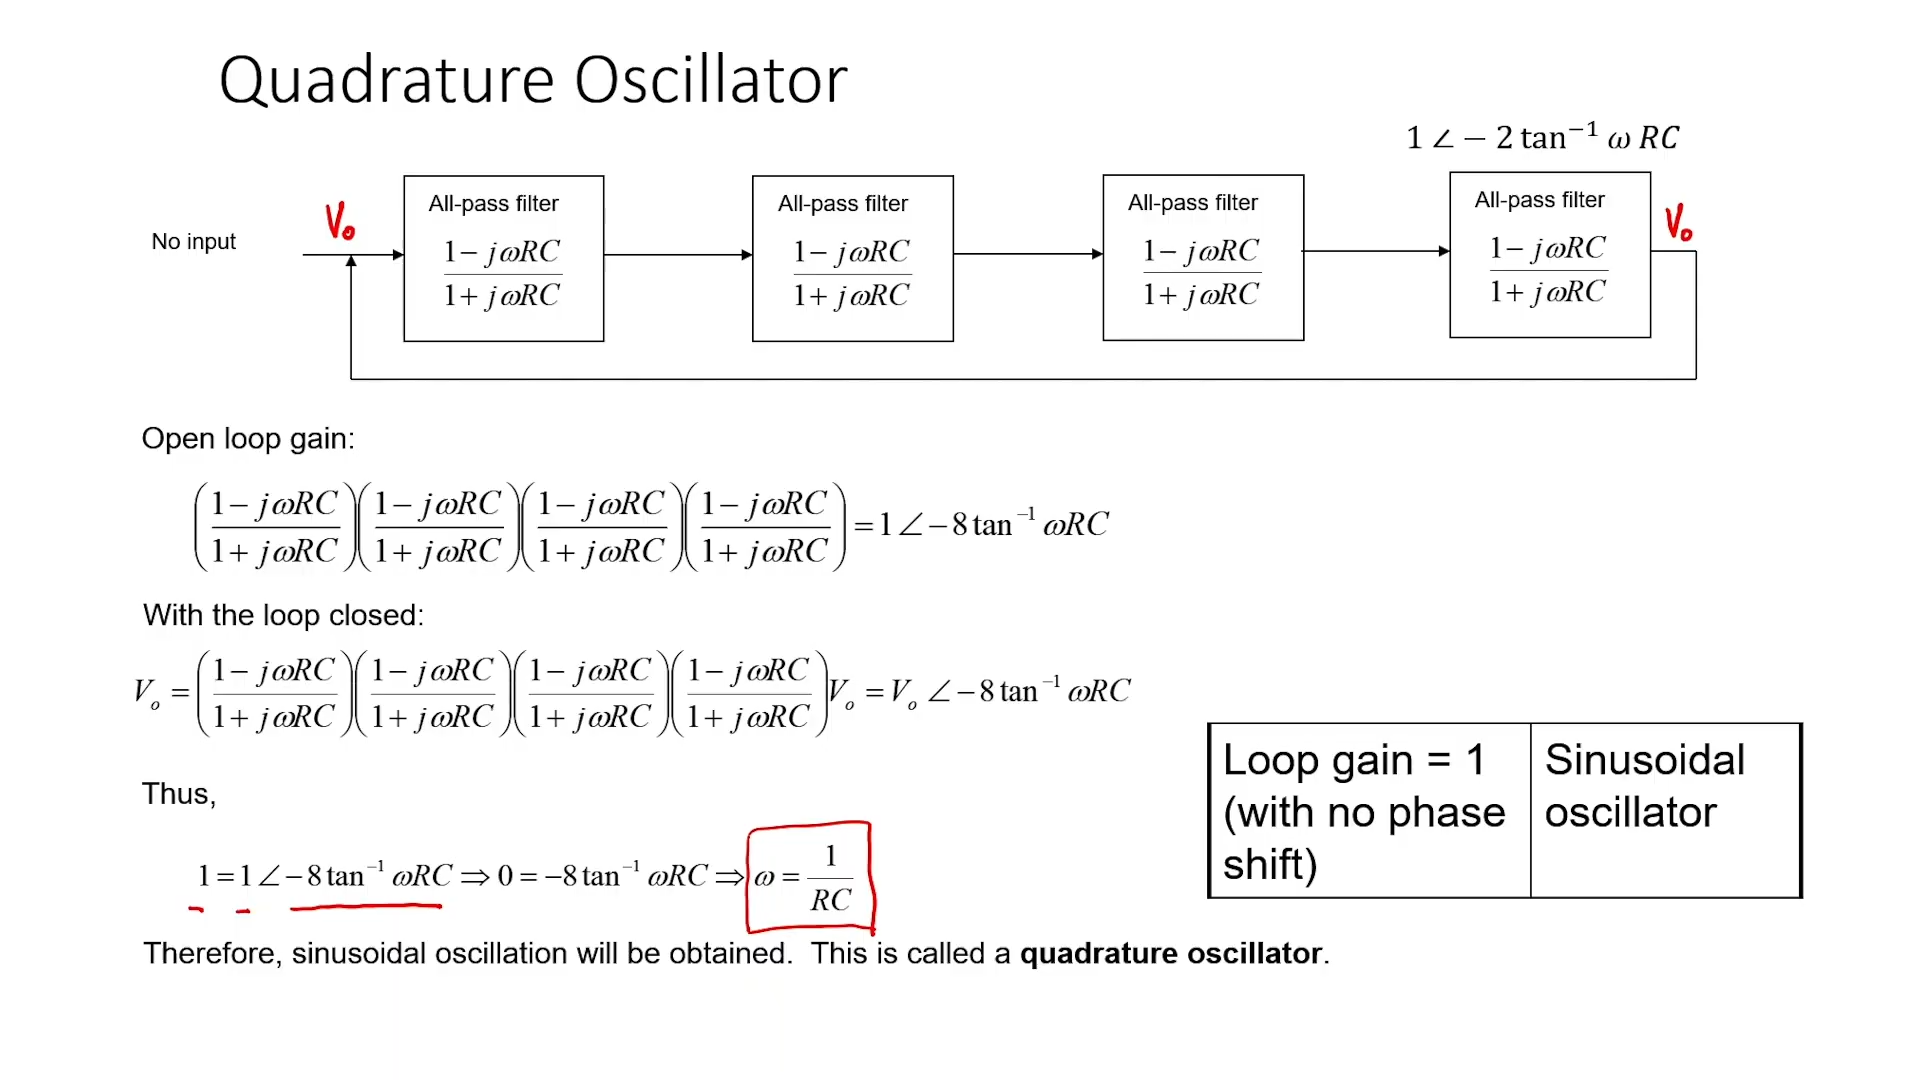 Quadrature Oscillator
1 ∠ − 2 tan⁻¹ ω RC
No input
V₀
All-pass filter
1 − jωRC
1 + jωRC
All-pass filter
1 − jωRC
1 + jωRC
All-pass filter
1 − jωRC
1 + jωRC
All-pass filter
1 − jωRC
1 + jωRC
V₀
Open loop gain:
((1 − jωRC)/(1 + jωRC)) ((1 − jωRC)/(1 + jωRC)) ((1 − jωRC)/(1 + jωRC)) ((1 − jωRC)/(1 + jωRC)) = 1∠ − 8 tan⁻¹ ωRC
With the loop closed:
Vₒ = ((1 − jωRC)/(1 + jωRC)) ((1 − jωRC)/(1 + jωRC)) ((1 − jωRC)/(1 + jωRC)) ((1 − jωRC)/(1 + jωRC)) Vₒ = Vₒ ∠ − 8 tan⁻¹ ωRC
Thus,
1 = 1∠ − 8 tan⁻¹ ωRC ⇒ 0 = −8 tan⁻¹ ωRC ⇒ ω = 1/RC
Loop gain = 1
(with no phase
shift)
Sinusoidal
oscillator
Therefore, sinusoidal oscillation will be obtained. This is called a quadrature oscillator.